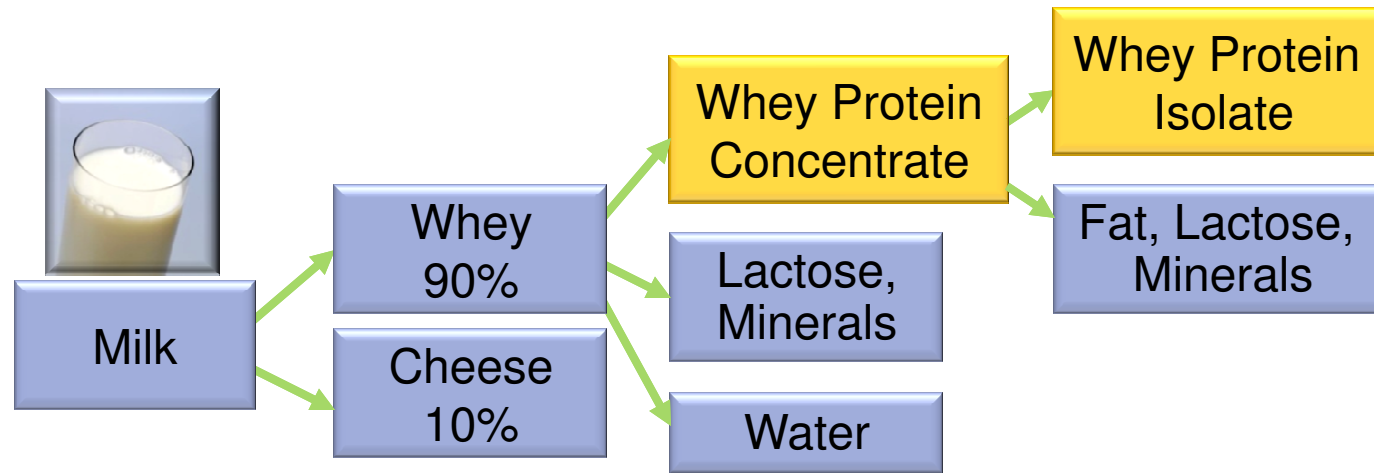 Milk
Whey
90%
Cheese
10%
Whey Protein
Concentrate
Lactose,
Minerals
Water
Whey Protein
Isolate
Fat, Lactose,
Minerals